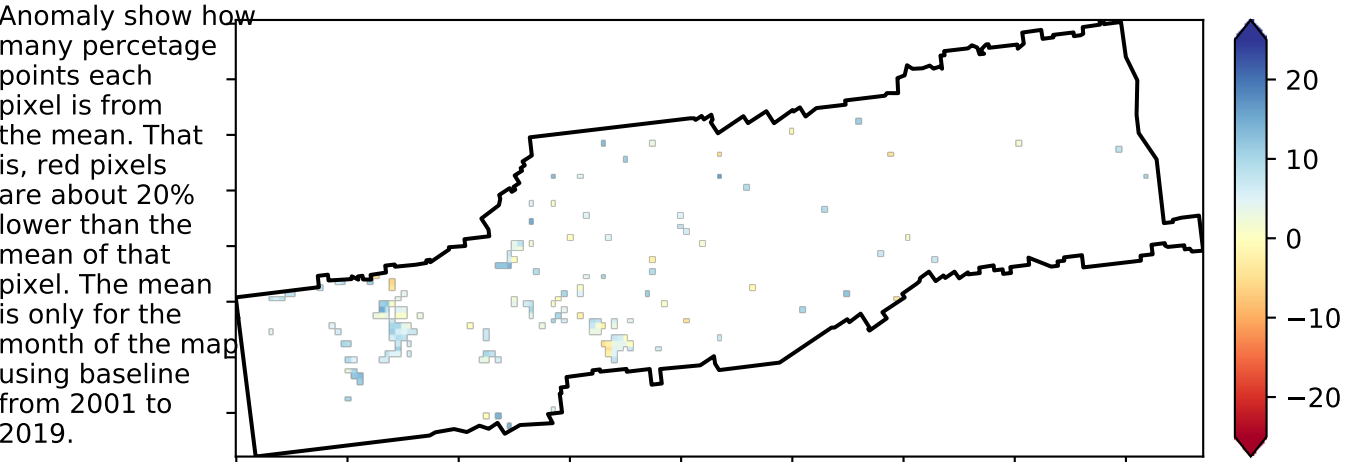 Anomaly show how
many percetage
points each
pixel is from
the mean. That
is, red pixels
are about 20%
lower than the
mean of that
pixel. The mean
is only for the
month of the map
using baseline
from 2001 to
2019.
20
10
0
−10
−20